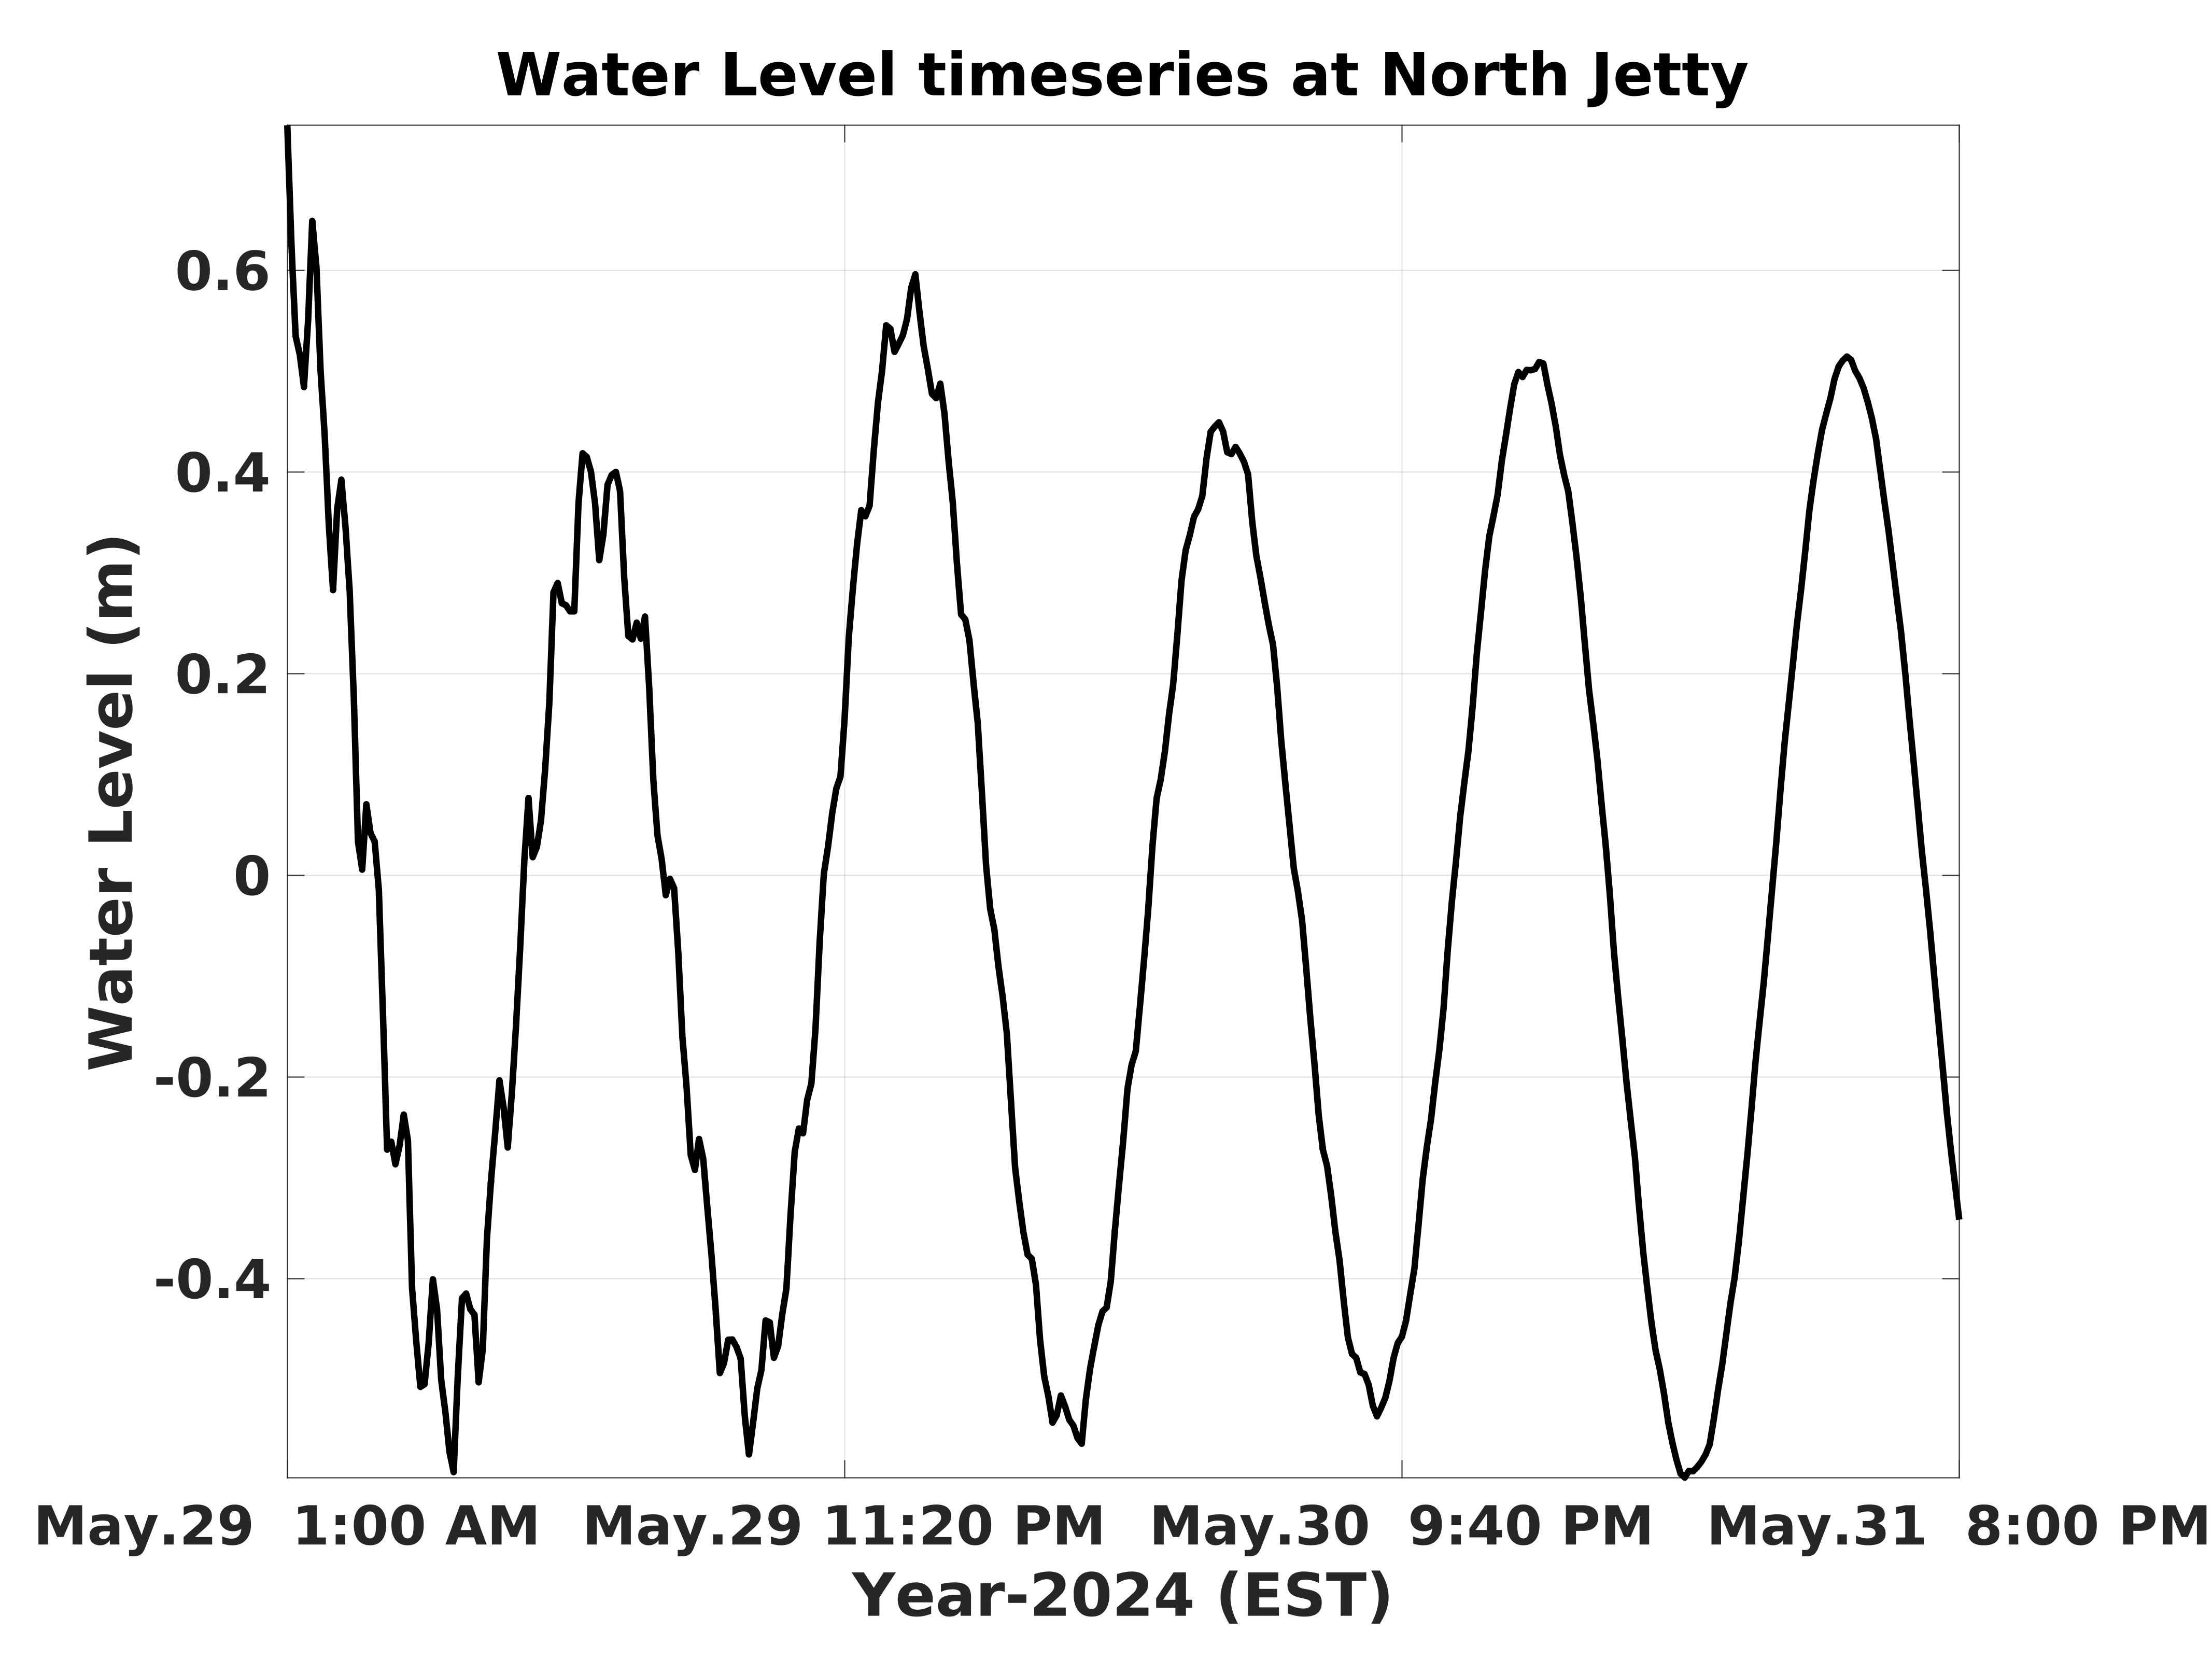 Water Level timeseries at North Jetty
Water Level (m)
0.6
0.4
0.2
0
-0.2
-0.4
May.29 1:00 AM May.29 11:20 PM May.30 9:40 PM May.31 8:00 PM
Year-2024 (EST)